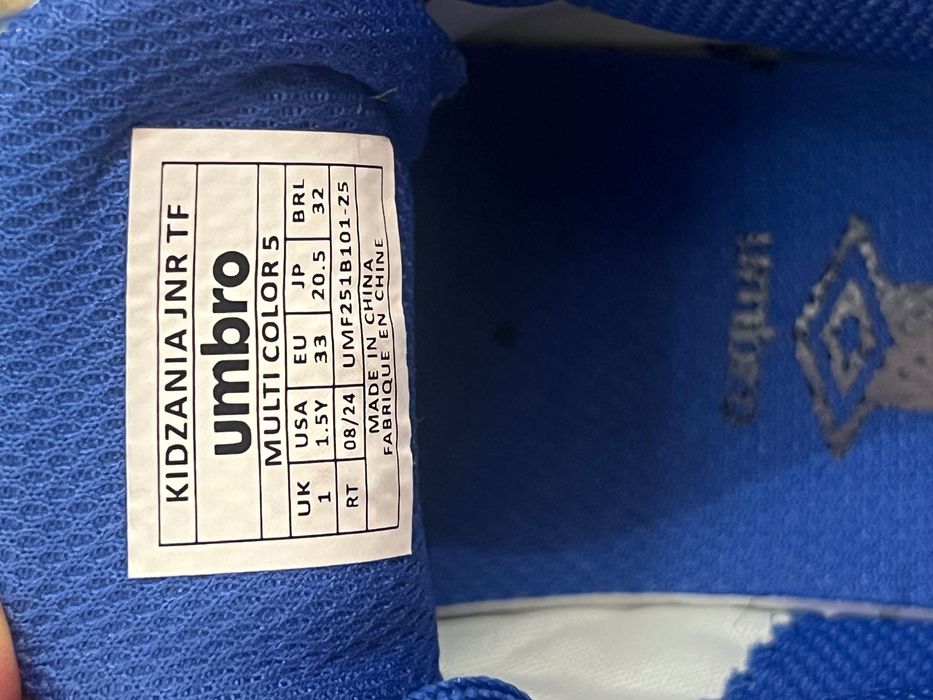 KIDZANIA JNR TF
umbro
MULTI COLOR 5
UK USA EU JP BRL
1 1.5Y 33 20.5 32
RT 08/24 UMF251B101-25
MADE IN CHINA
FABRIQUE EN CHINE
umbro